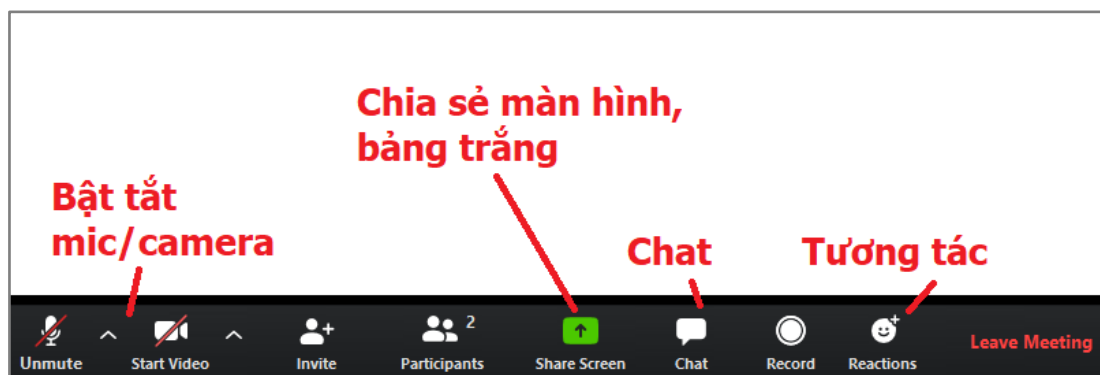 Chia sẻ màn hình,
bảng trắng
Bật tắt
mic/camera
Chat
Tương tác
2
Unmute
Start Video
Invite
Participants
Share Screen
Chat
Record
Reactions
Leave Meeting